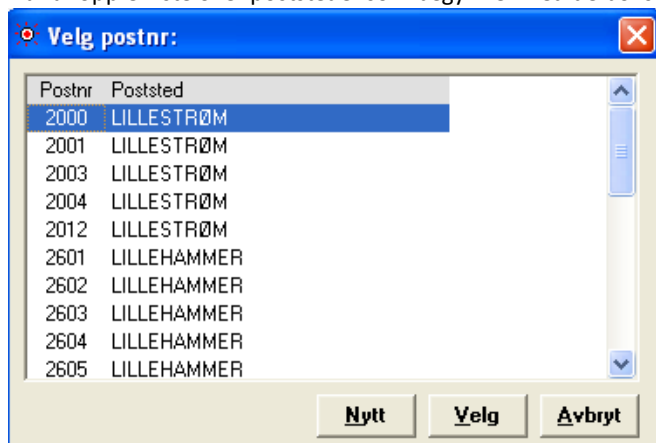 Velg postnr:
Postnr Poststed
2000 LILLESTRØM
2001 LILLESTRØM
2003 LILLESTRØM
2004 LILLESTRØM
2012 LILLESTRØM
2601 LILLEHAMMER
2602 LILLEHAMMER
2603 LILLEHAMMER
2604 LILLEHAMMER
2605 LILLEHAMMER
Nytt Velg Avbryt